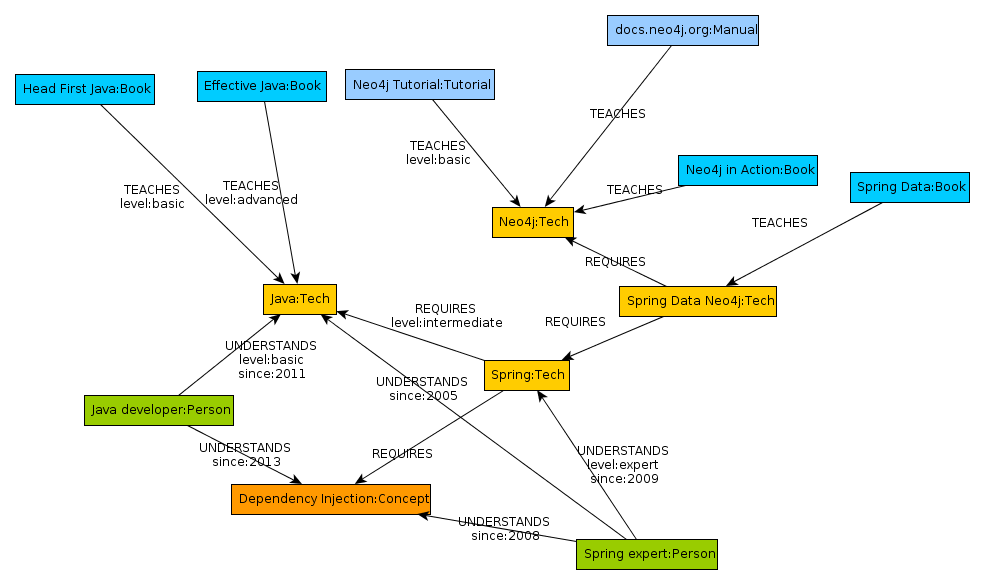 docs.neo4j.org:Manual
Head First Java:Book
Effective Java:Book
Neo4j Tutorial:Tutorial
TEACHES
TEACHES
level:basic
Neo4j in Action:Book
Spring Data:Book
TEACHES
level:basic
TEACHES
level:advanced
TEACHES
Neo4j:Tech
TEACHES
REQUIRES
Java:Tech
Spring Data Neo4j:Tech
REQUIRES
level:intermediate
REQUIRES
UNDERSTANDS
level:basic
since:2011
Spring:Tech
UNDERSTANDS
since:2005
Java developer:Person
UNDERSTANDS
since:2013
REQUIRES
UNDERSTANDS
level:expert
since:2009
Dependency Injection:Concept
UNDERSTANDS
since:2008
Spring expert:Person